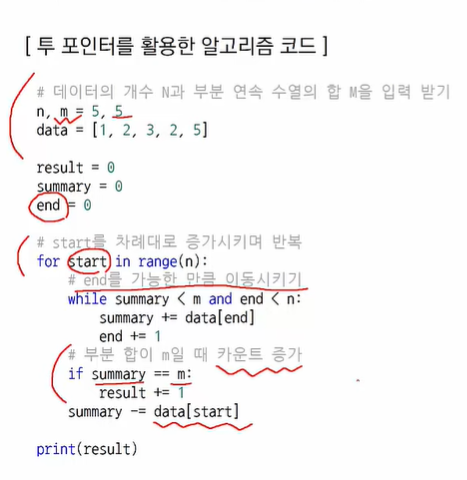 [ 투 포인터를 활용한 알고리즘 코드 ]
# 데이터의 개수 N과 부분 연속 수열의 합 M을 입력 받기
n, m = 5, 5
data = [1, 2, 3, 2, 5]
result = 0
summary = 0
end = 0
# start를 차례대로 증가시키며 반복
for start in range(n):
# end를 가능한 만큼 이동시키기
while summary < m and end < n:
summary += data[end]
end += 1
# 부분 합이 m일 때 카운트 증가
if summary == m:
result += 1
summary -= data[start]
print(result)